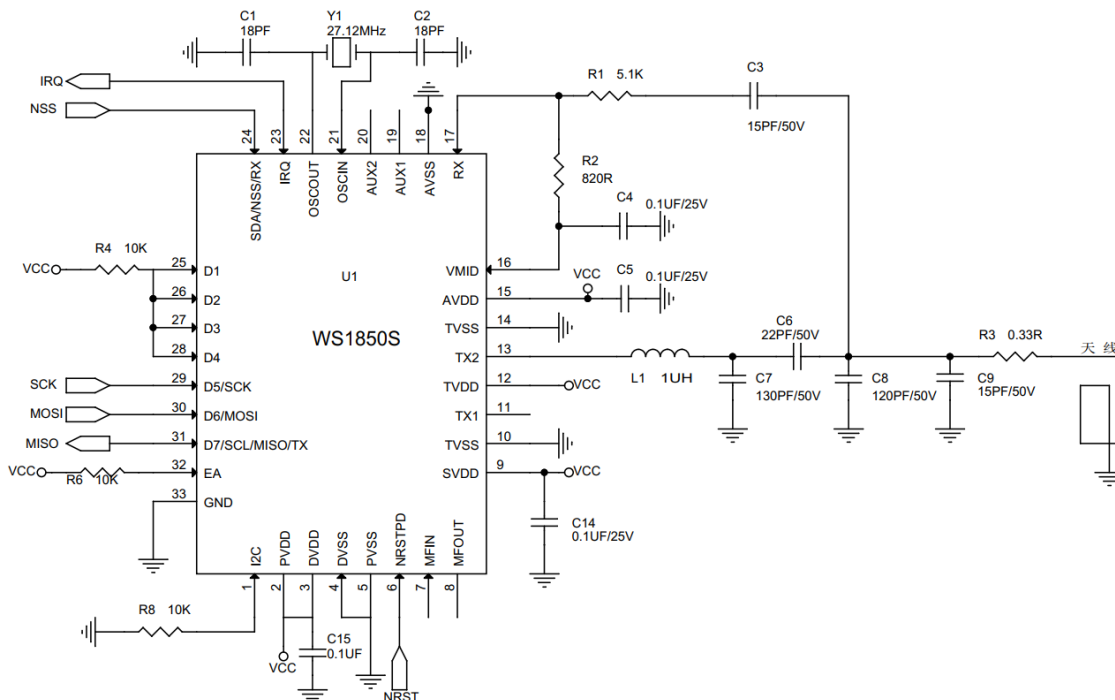 C1
18PF
Y1
27.12MHz
C2
18PF
IRQ
NSS
R1 5.1K
C3
15PF/50V
24
23
22
21
20
19
18
17
SDA/NSS/RX
IRQ
OSCOUT
OSCIN
AUX2
AUX1
AVSS
RX
R2
820R
C4
0.1UF/25V
R4 10K
VCC
25 D1
26 D2
27 D3
28 D4
SCK 29 D5/SCK
MOSI 30 D6/MOSI
MISO 31 D7/SCL/MISO/TX
VCC R6 10K 32 EA
33 GND
U1
WS1850S
VMID 16
AVDD 15
VCC
C5
0.1UF/25V
TVSS 14
TX2 13
TVDD 12 VCC
TX1 11
TVSS 10
SVDD 9 VCC
L1 1UH
C6
22PF/50V
C7
130PF/50V
C8
120PF/50V
C9
15PF/50V
R3 0.33R
天线
C14
0.1UF/25V
I2C
PVDD
DVDD
DVSS
PVSS
NRSTPD
MFIN
MFOUT
1
2
3
4
5
6
7
8
R8 10K
C15
0.1UF
VCC
NRST